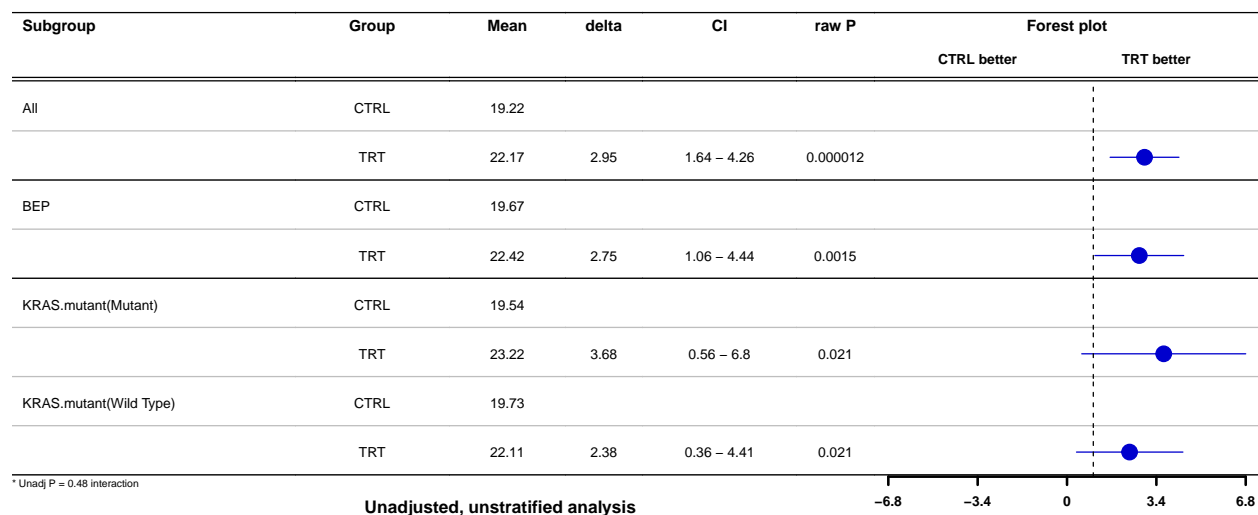 Subgroup Group Mean delta CI raw P Forest plot
CTRL better TRT better
All CTRL 19.22
TRT 22.17 2.95 1.64 – 4.26 0.000012
BEP CTRL 19.67
TRT 22.42 2.75 1.06 – 4.44 0.0015
KRAS.mutant(Mutant) CTRL 19.54
TRT 23.22 3.68 0.56 – 6.8 0.021
KRAS.mutant(Wild Type) CTRL 19.73
TRT 22.11 2.38 0.36 – 4.41 0.021
* Unadj P = 0.48 interaction
−6.8 −3.4 0 3.4 6.8
Unadjusted, unstratified analysis